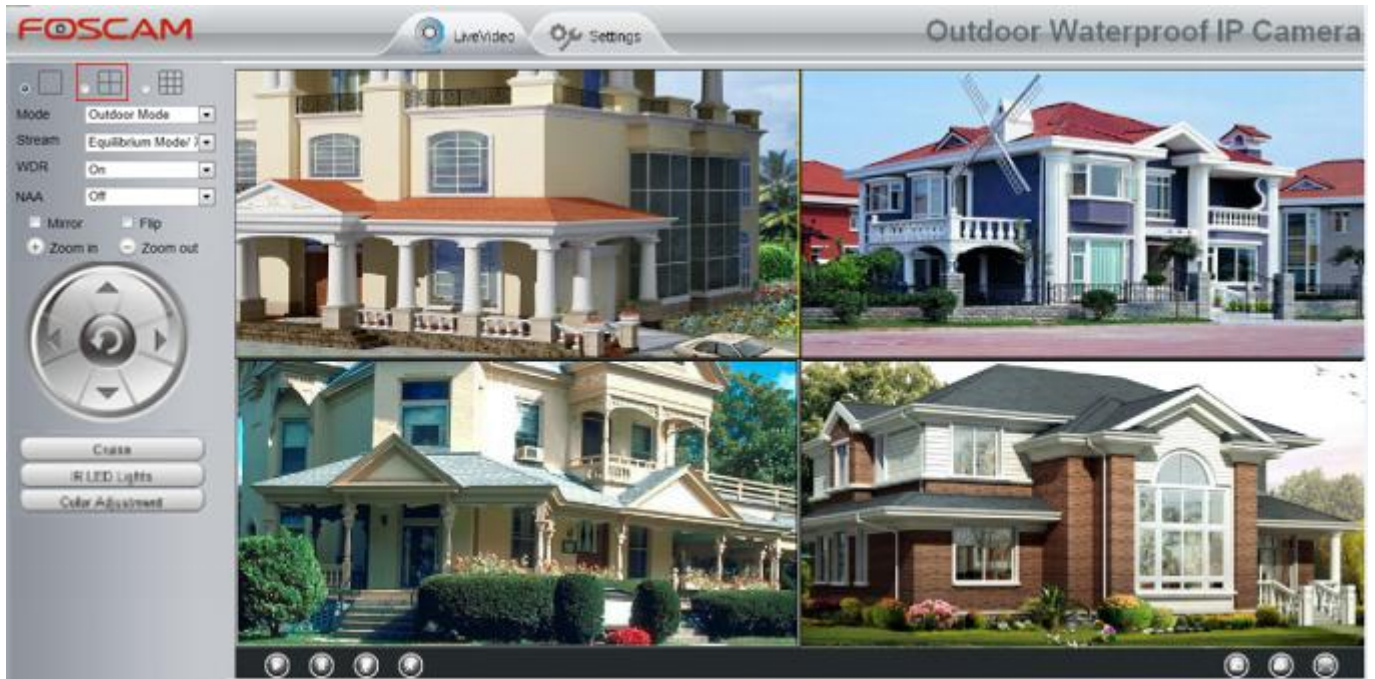 FOSCAM
LiveVideo
Settings
Outdoor Waterproof IP Camera
Mode
Outdoor Mode
Stream
Equilibrium Mode/
WDR
On
NAA
Off
Mirror
Flip
Zoom in
Zoom out
Cruise
IR LED Lights
Color Adjustment